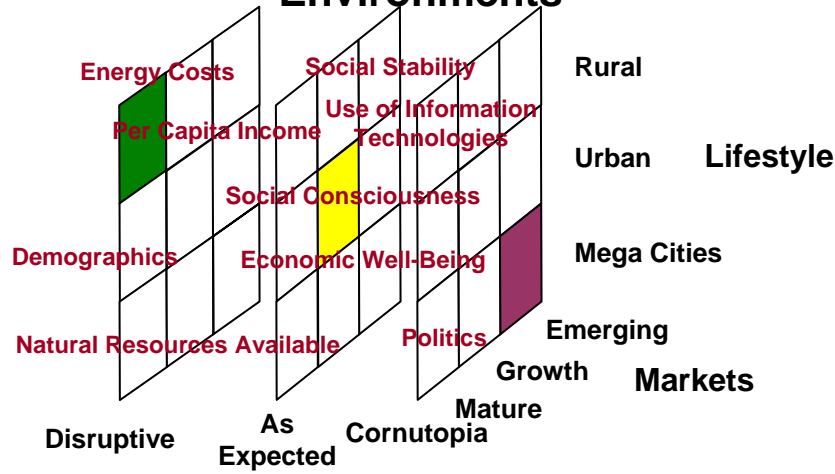 Environments
Energy Costs
Social Stability
Rural
Use of Information
Technologies
Per Capita Income
Urban
Lifestyle
Social Consciousness
Demographics
Economic Well-Being
Mega Cities
Natural Resources Available
Politics
Emerging
Growth
Markets
Mature
Disruptive
As
Expected
Cornutopia